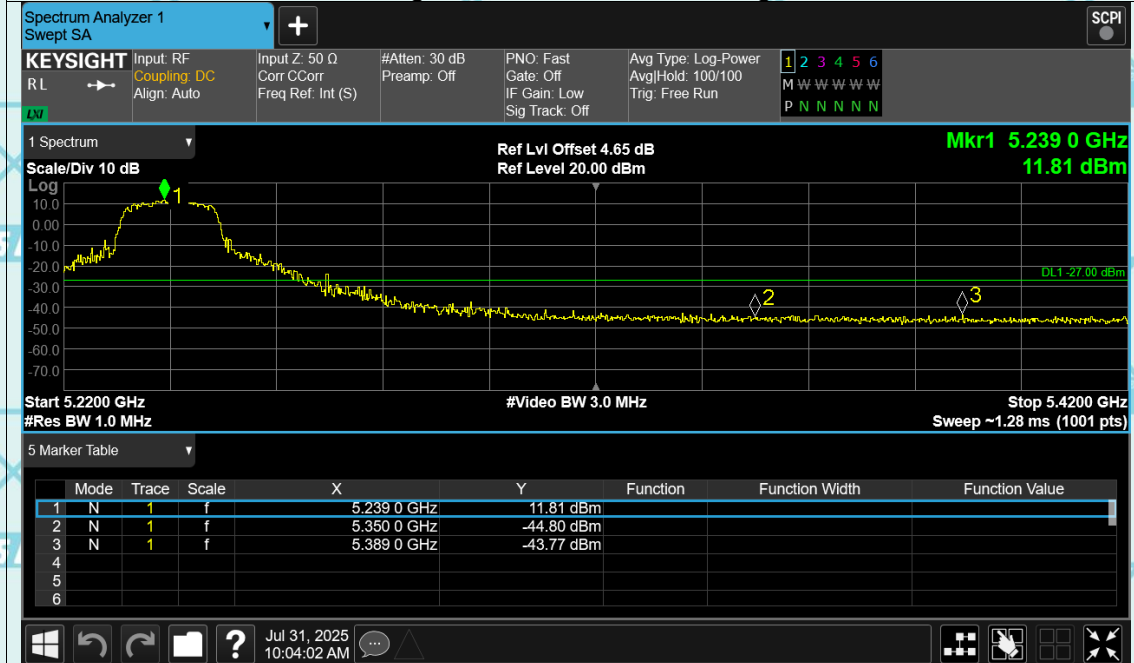 Spectrum Analyzer 1
Swept SA
+
SCPI
KEYSIGHT Input: RF Input Z: 50 Ω #Atten: 30 dB PNO: Fast Avg Type: Log-Power 1 2 3 4 5 6
RL Coupling: DC Corr CCorr Preamp: Off Gate: Off Avg|Hold: 100/100 M W W W W W W
Align: Auto Freq Ref: Int (S) IF Gain: Low Trig: Free Run
LXI Sig Track: Off P N N N N N N
1 Spectrum
Scale/Div 10 dB
Ref Lvl Offset 4.65 dB
Ref Level 20.00 dBm
Mkr1 5.239 0 GHz
11.81 dBm
Log
1
10.0
0.00
-10.0
-20.0
DL1 -27.00 dBm
-30.0
2
3
-40.0
-50.0
-60.0
-70.0
Start 5.2200 GHz #Video BW 3.0 MHz Stop 5.4200 GHz
#Res BW 1.0 MHz Sweep ~1.28 ms (1001 pts)
5 Marker Table
Mode Trace Scale X Y Function Function Width Function Value
1 N 1 f 5.239 0 GHz 11.81 dBm
2 N 1 f 5.350 0 GHz -44.80 dBm
3 N 1 f 5.389 0 GHz -43.77 dBm
4
5
6
?
Jul 31, 2025
10:04:02 AM